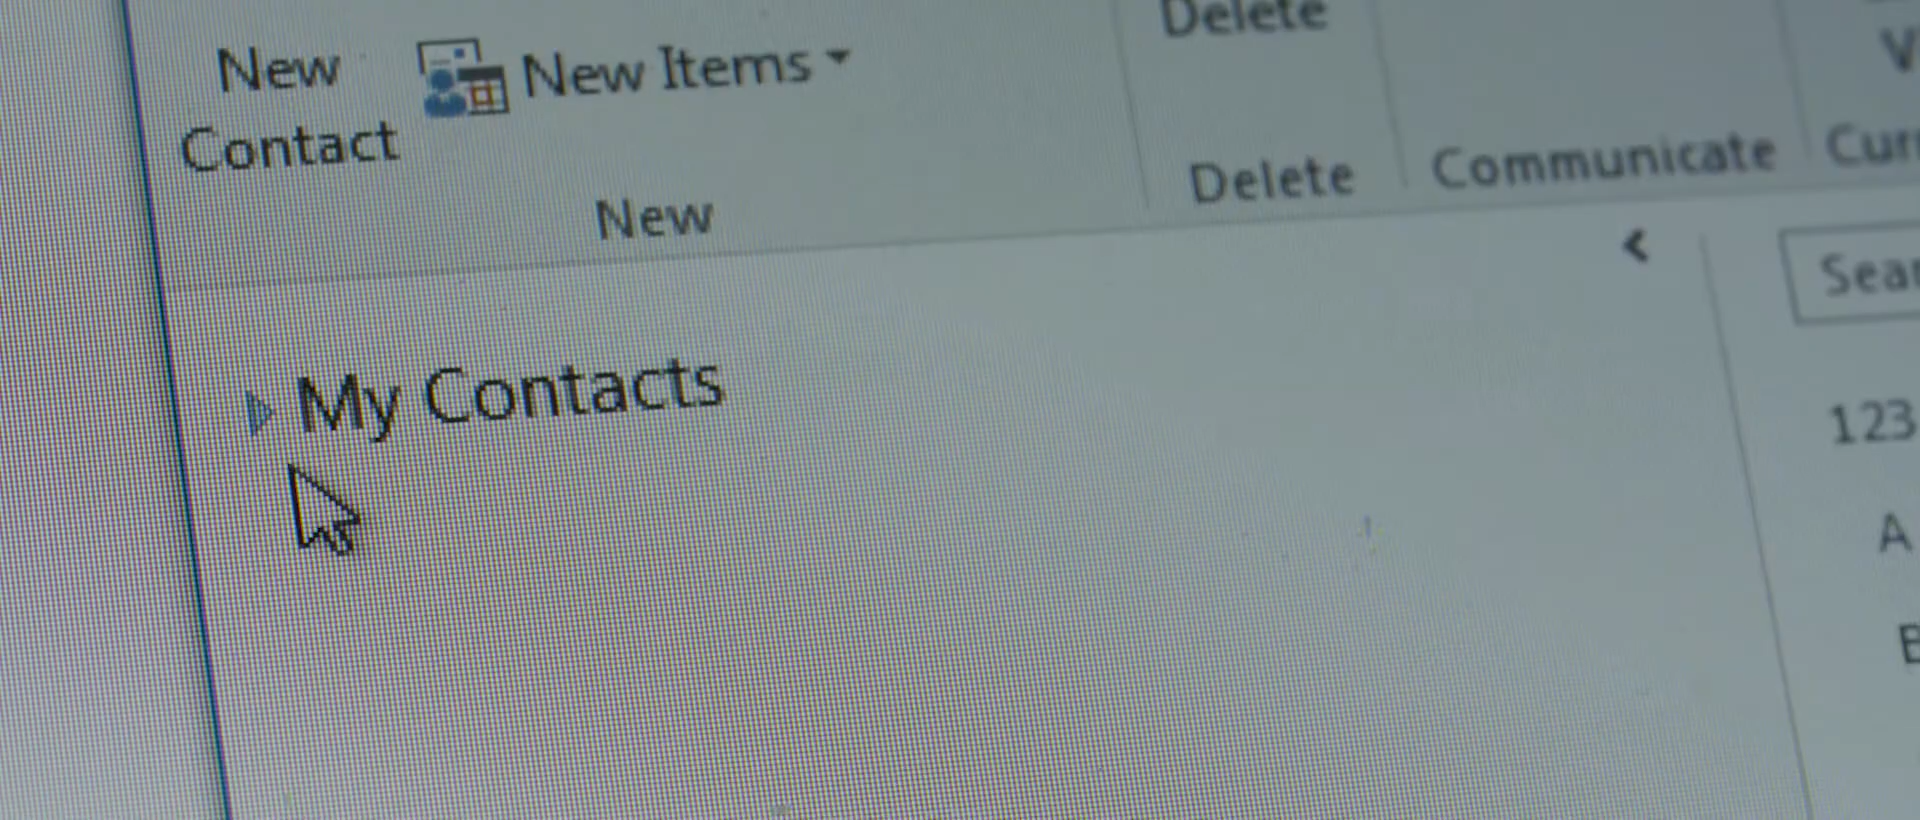 New
Contact
New Items
New
Delete
Delete
Communicate
My Contacts
123
A